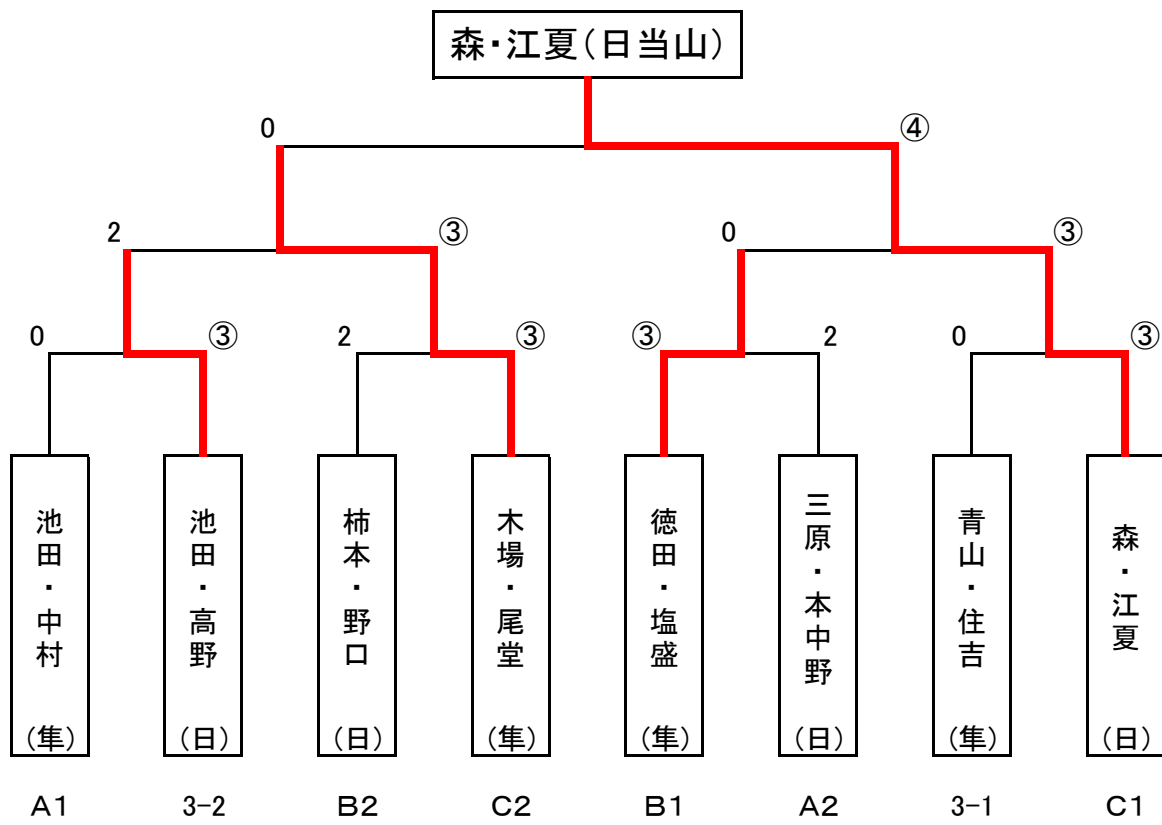 森・江夏(日当山)
0 ④
2 ③ 0 ③
0 ③ 2 ③ ③ 2 0 ③
池田・中村(隼)
池田・高野(日)
柿本・野口(日)
木場・尾堂(隼)
徳田・塩盛(隼)
三原・本中野(日)
青山・住吉(隼)
森・江夏(日)
A1 3-2 B2 C2 B1 A2 3-1 C1